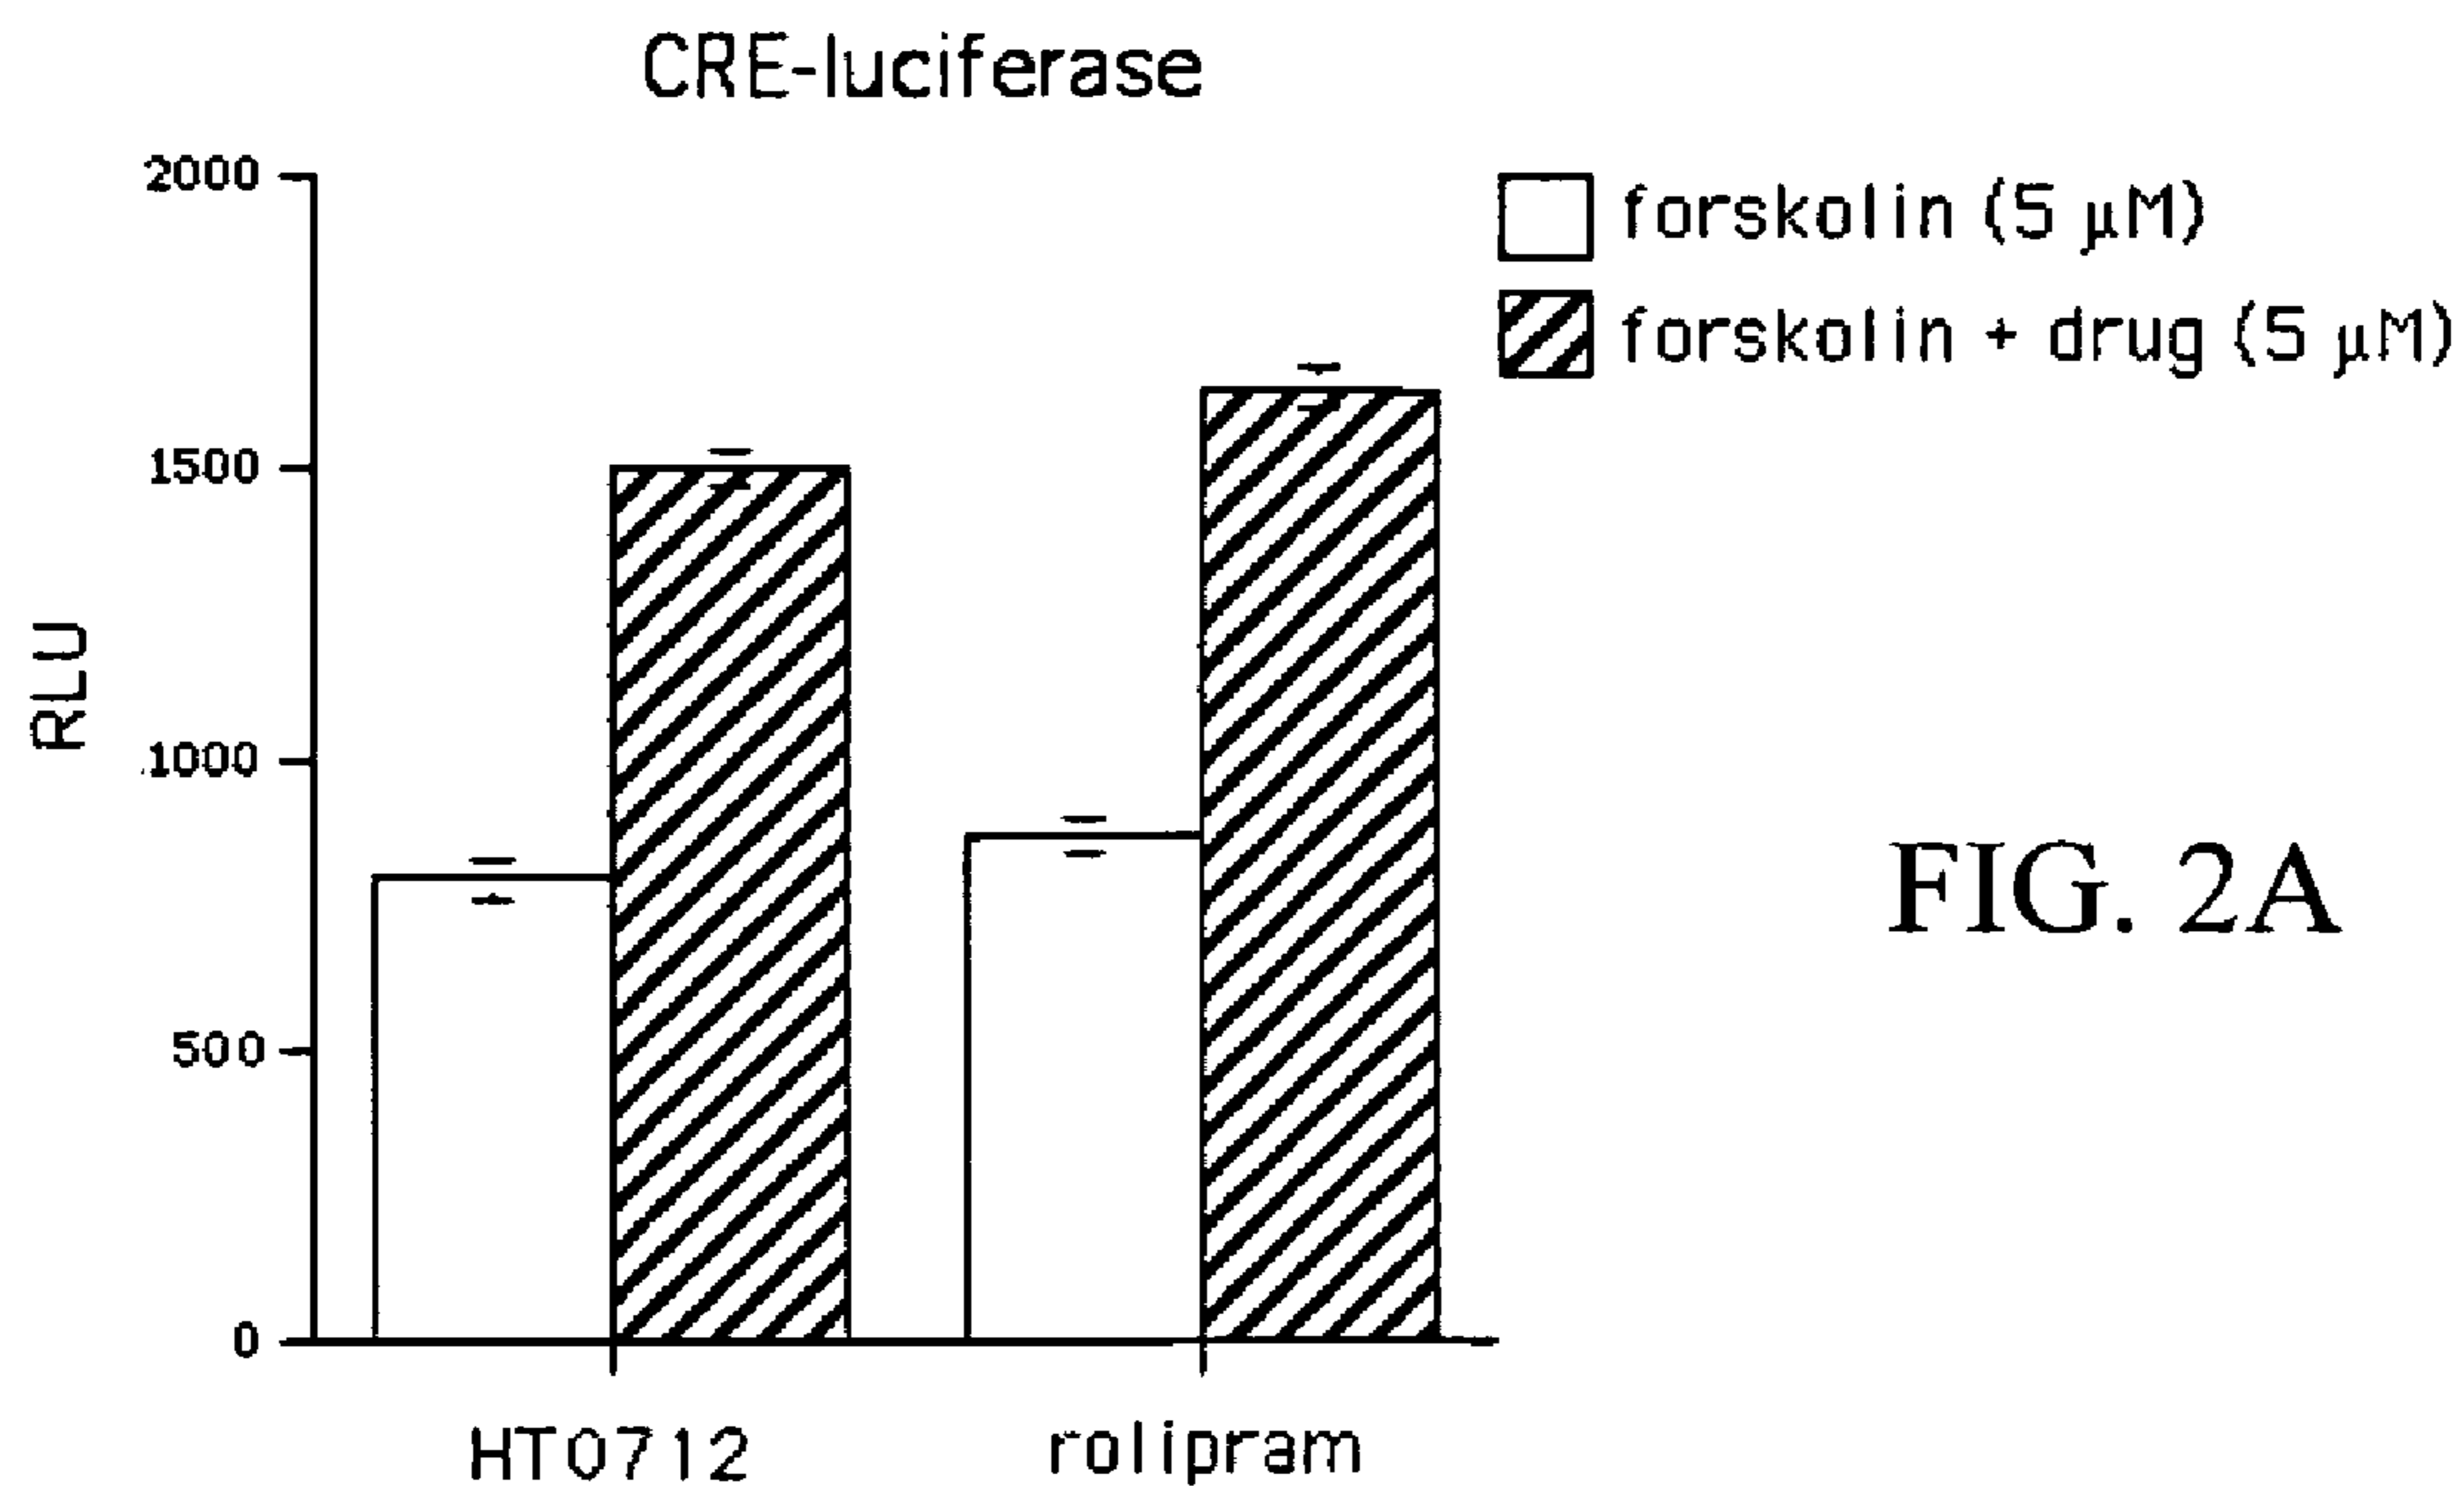 CRE-luciferase
2000
1500
1000
500
0
RLU
forskolin (5 µM)
forskolin + drug (5 µM)
FIG. 2A
HT0712
rolipram